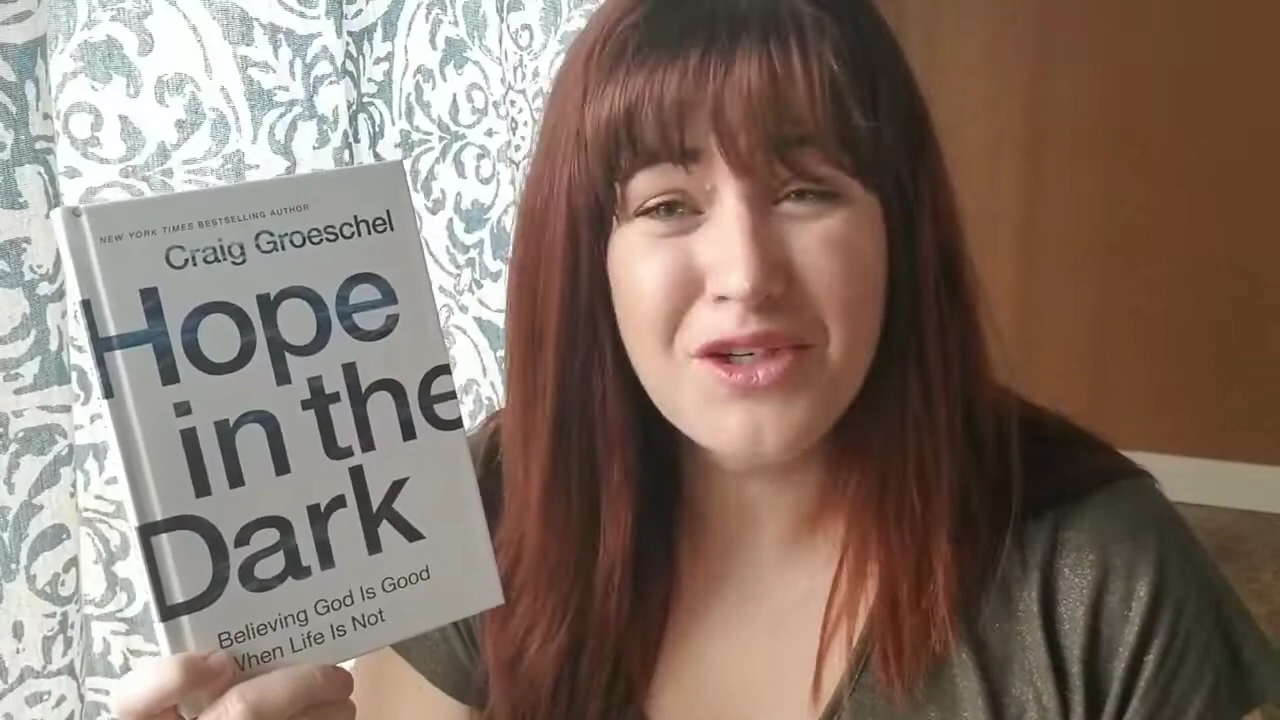 NEW YORK TIMES BESTSELLING AUTHOR
Craig Groeschel
Hope
in the
Dark
Believing God Is Good
When Life Is Not